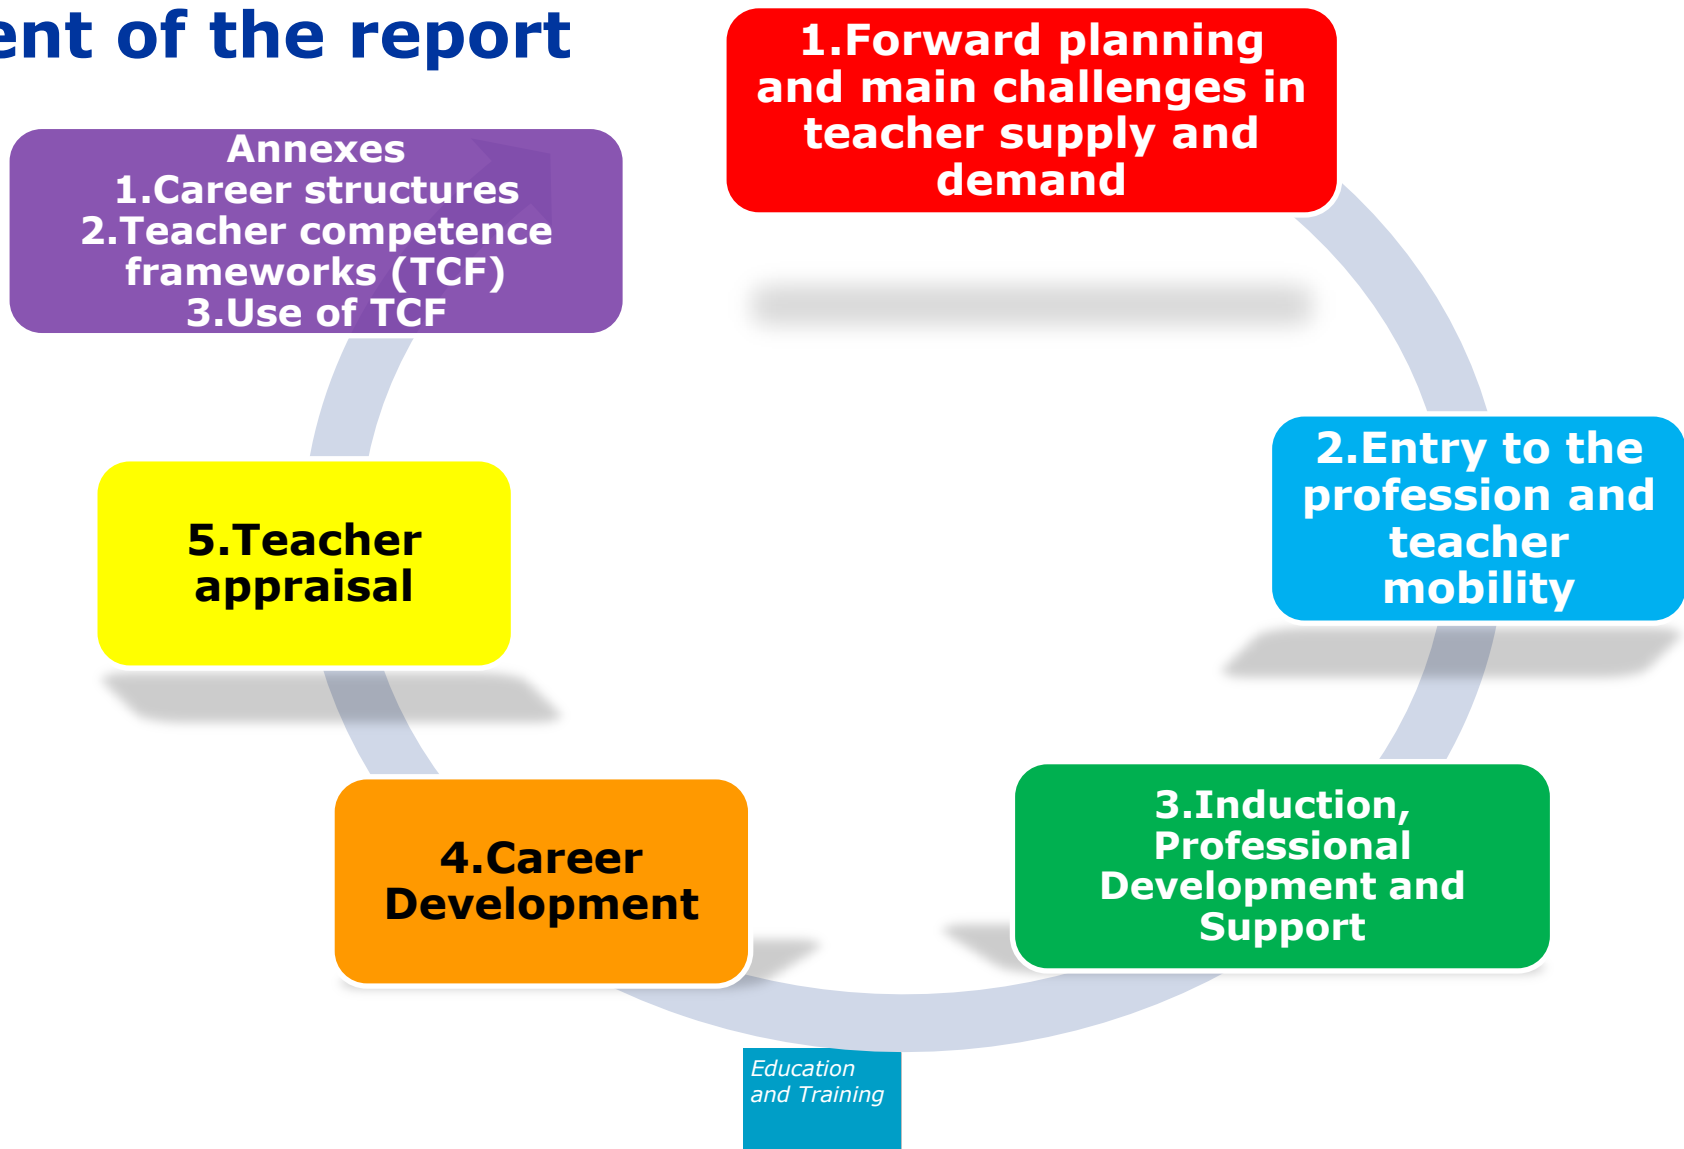 ent of the report
1.Forward planning
and main challenges in
teacher supply and
demand
2.Entry to the
profession and
teacher
mobility
3.Induction,
Professional
Development and
Support
4.Career
Development
5.Teacher
appraisal
Annexes
1.Career structures
2.Teacher competence
frameworks (TCF)
3.Use of TCF
Education
and Training